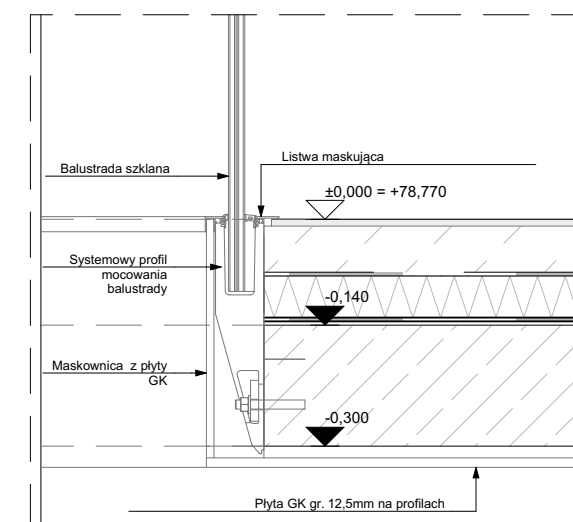 Listwa maskująca
Balustrada szklana
±0,000 = +78,770
Systemowy profil
mocowania
balustrady
-0,140
Maskownica z płyty
GK
-0,300
Płyta GK gr. 12,5mm na profilach